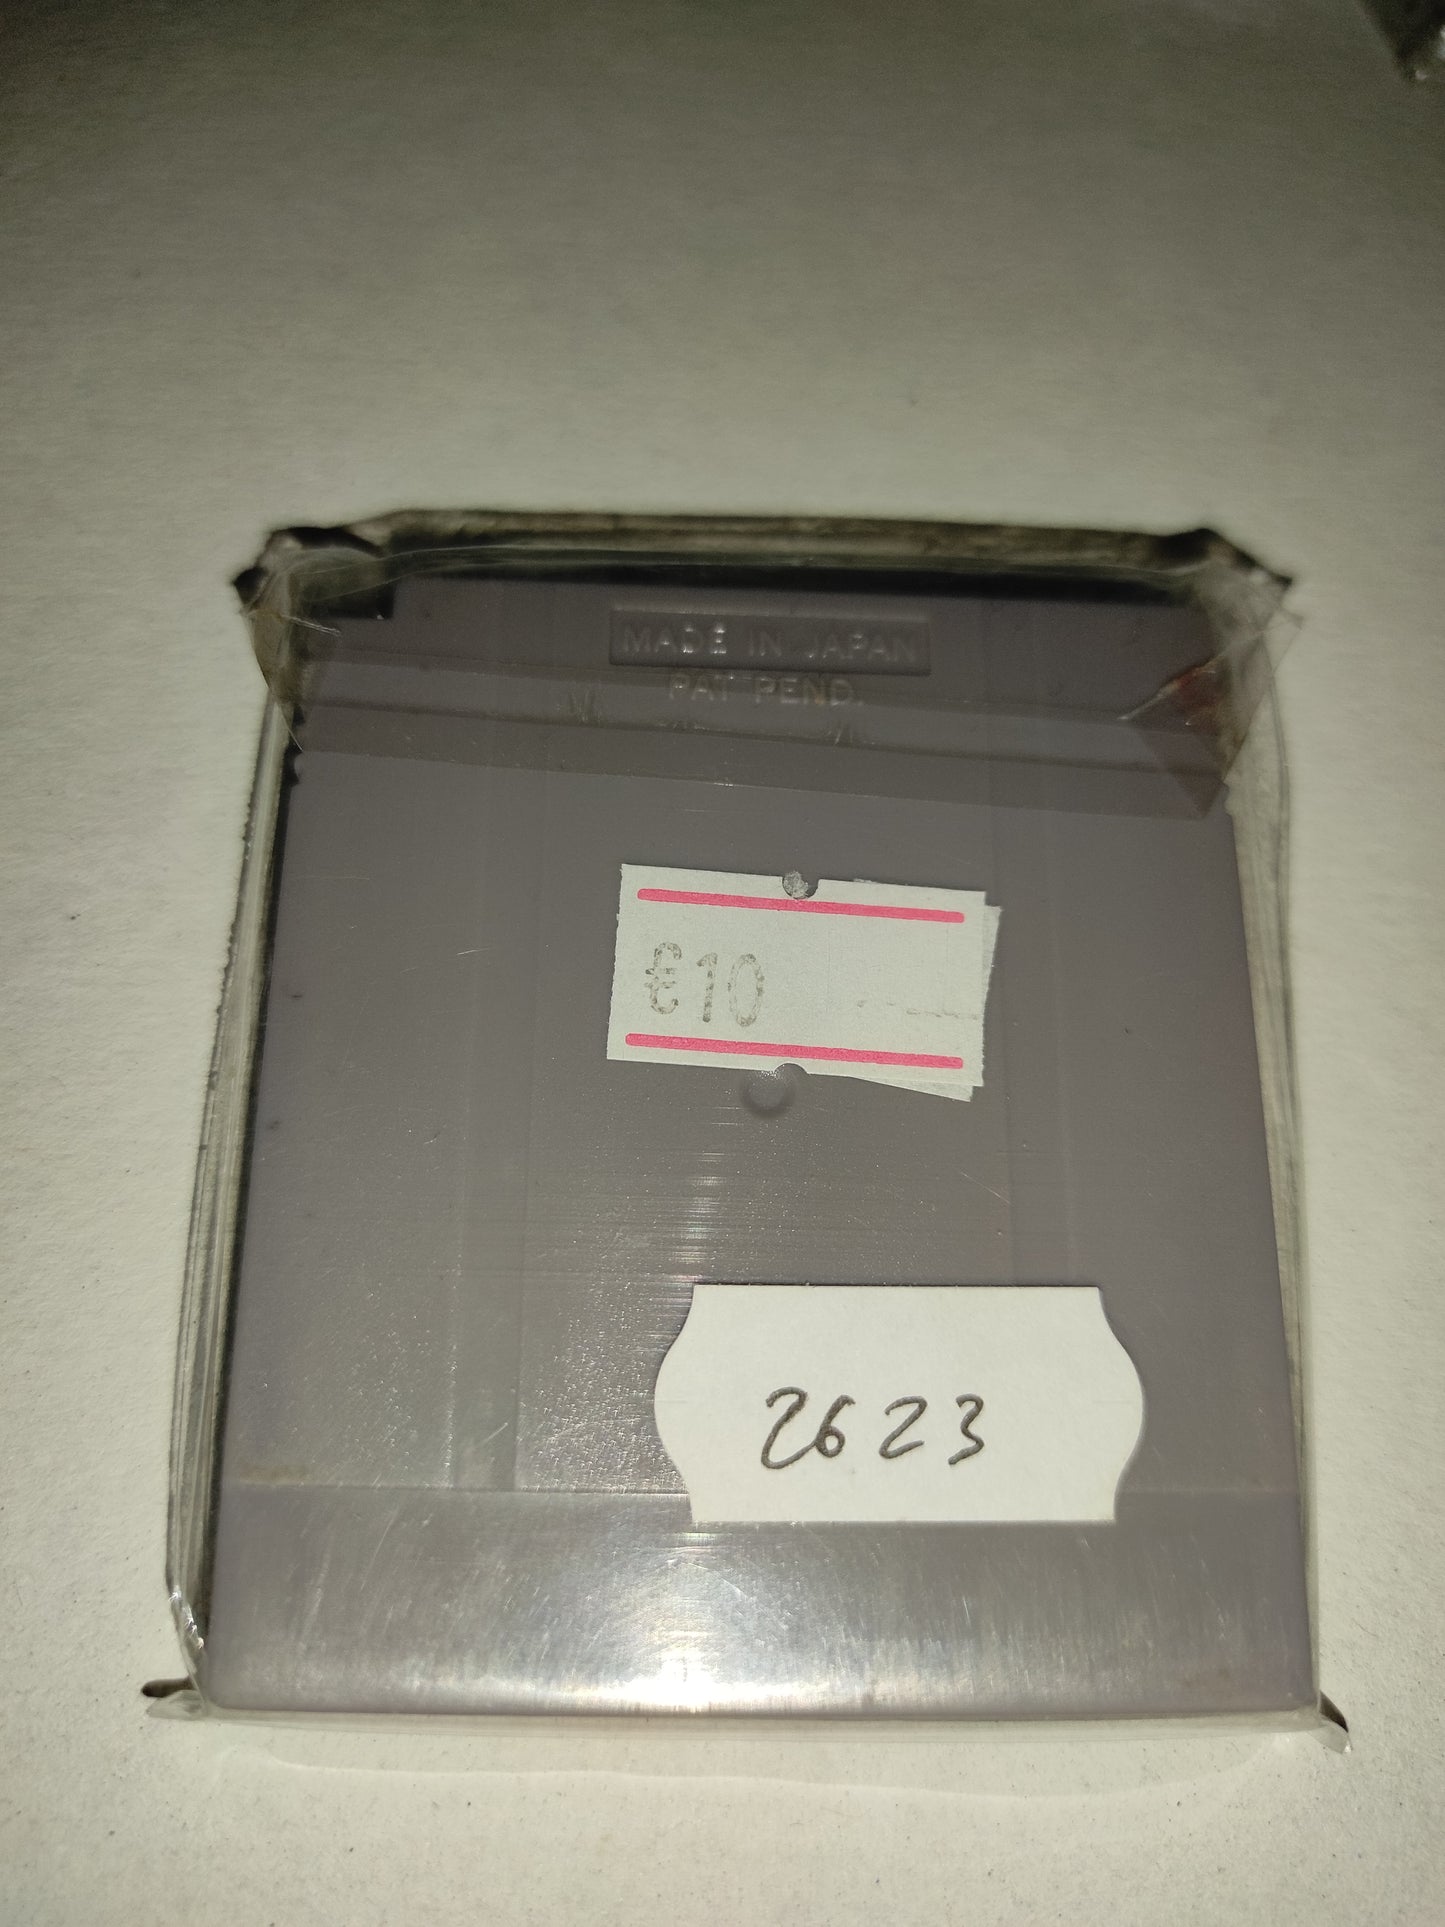 MADE IN JAPAN
PAT PEND.
€10
2623